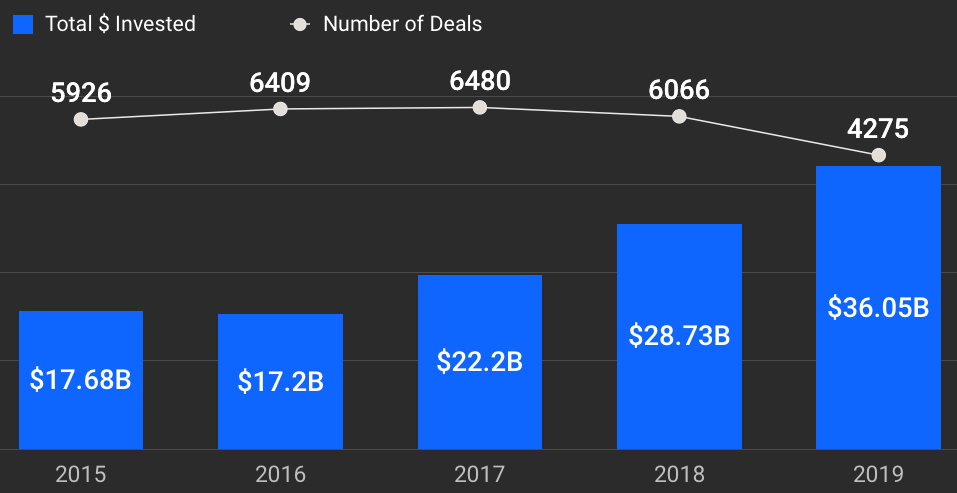 Total $ Invested
Number of Deals
5926
6409
6480
6066
4275
$17.68B
$17.2B
$22.2B
$28.73B
$36.05B
2015
2016
2017
2018
2019